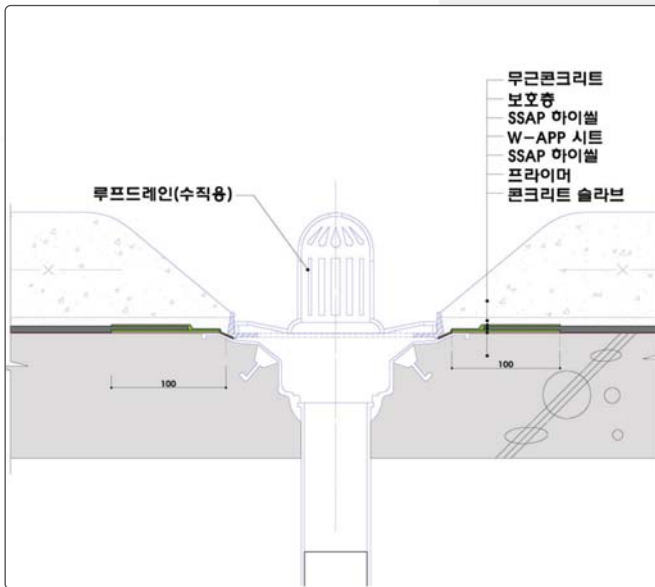 무근콘크리트
보호층
SSAP 하이씰
W-APP 시트
SSAP 하이씰
프라이머
콘크리트 슬라브
루프드레인(수직용)
100
100